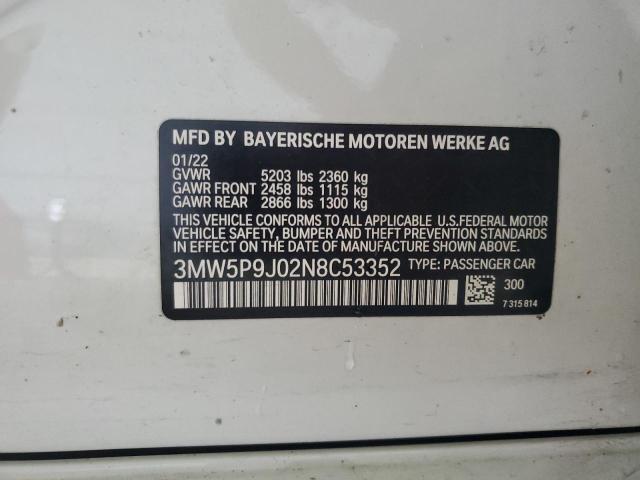 MFD BY BAYERISCHE MOTOREN WERKE AG
01/22
GVWR 5203 lbs 2360 kg
GAWR FRONT 2458 lbs 1115 kg
GAWR REAR 2866 lbs 1300 kg
THIS VEHICLE CONFORMS TO ALL APPLICABLE U.S.FEDERAL MOTOR
VEHICLE SAFETY, BUMPER AND THEFT PREVENTION STANDARDS
IN EFFECT ON THE DATE OF MANUFACTURE SHOWN ABOVE.
3MW5P9J02N8C53352 TYPE: PASSENGER CAR
300
7 315 814